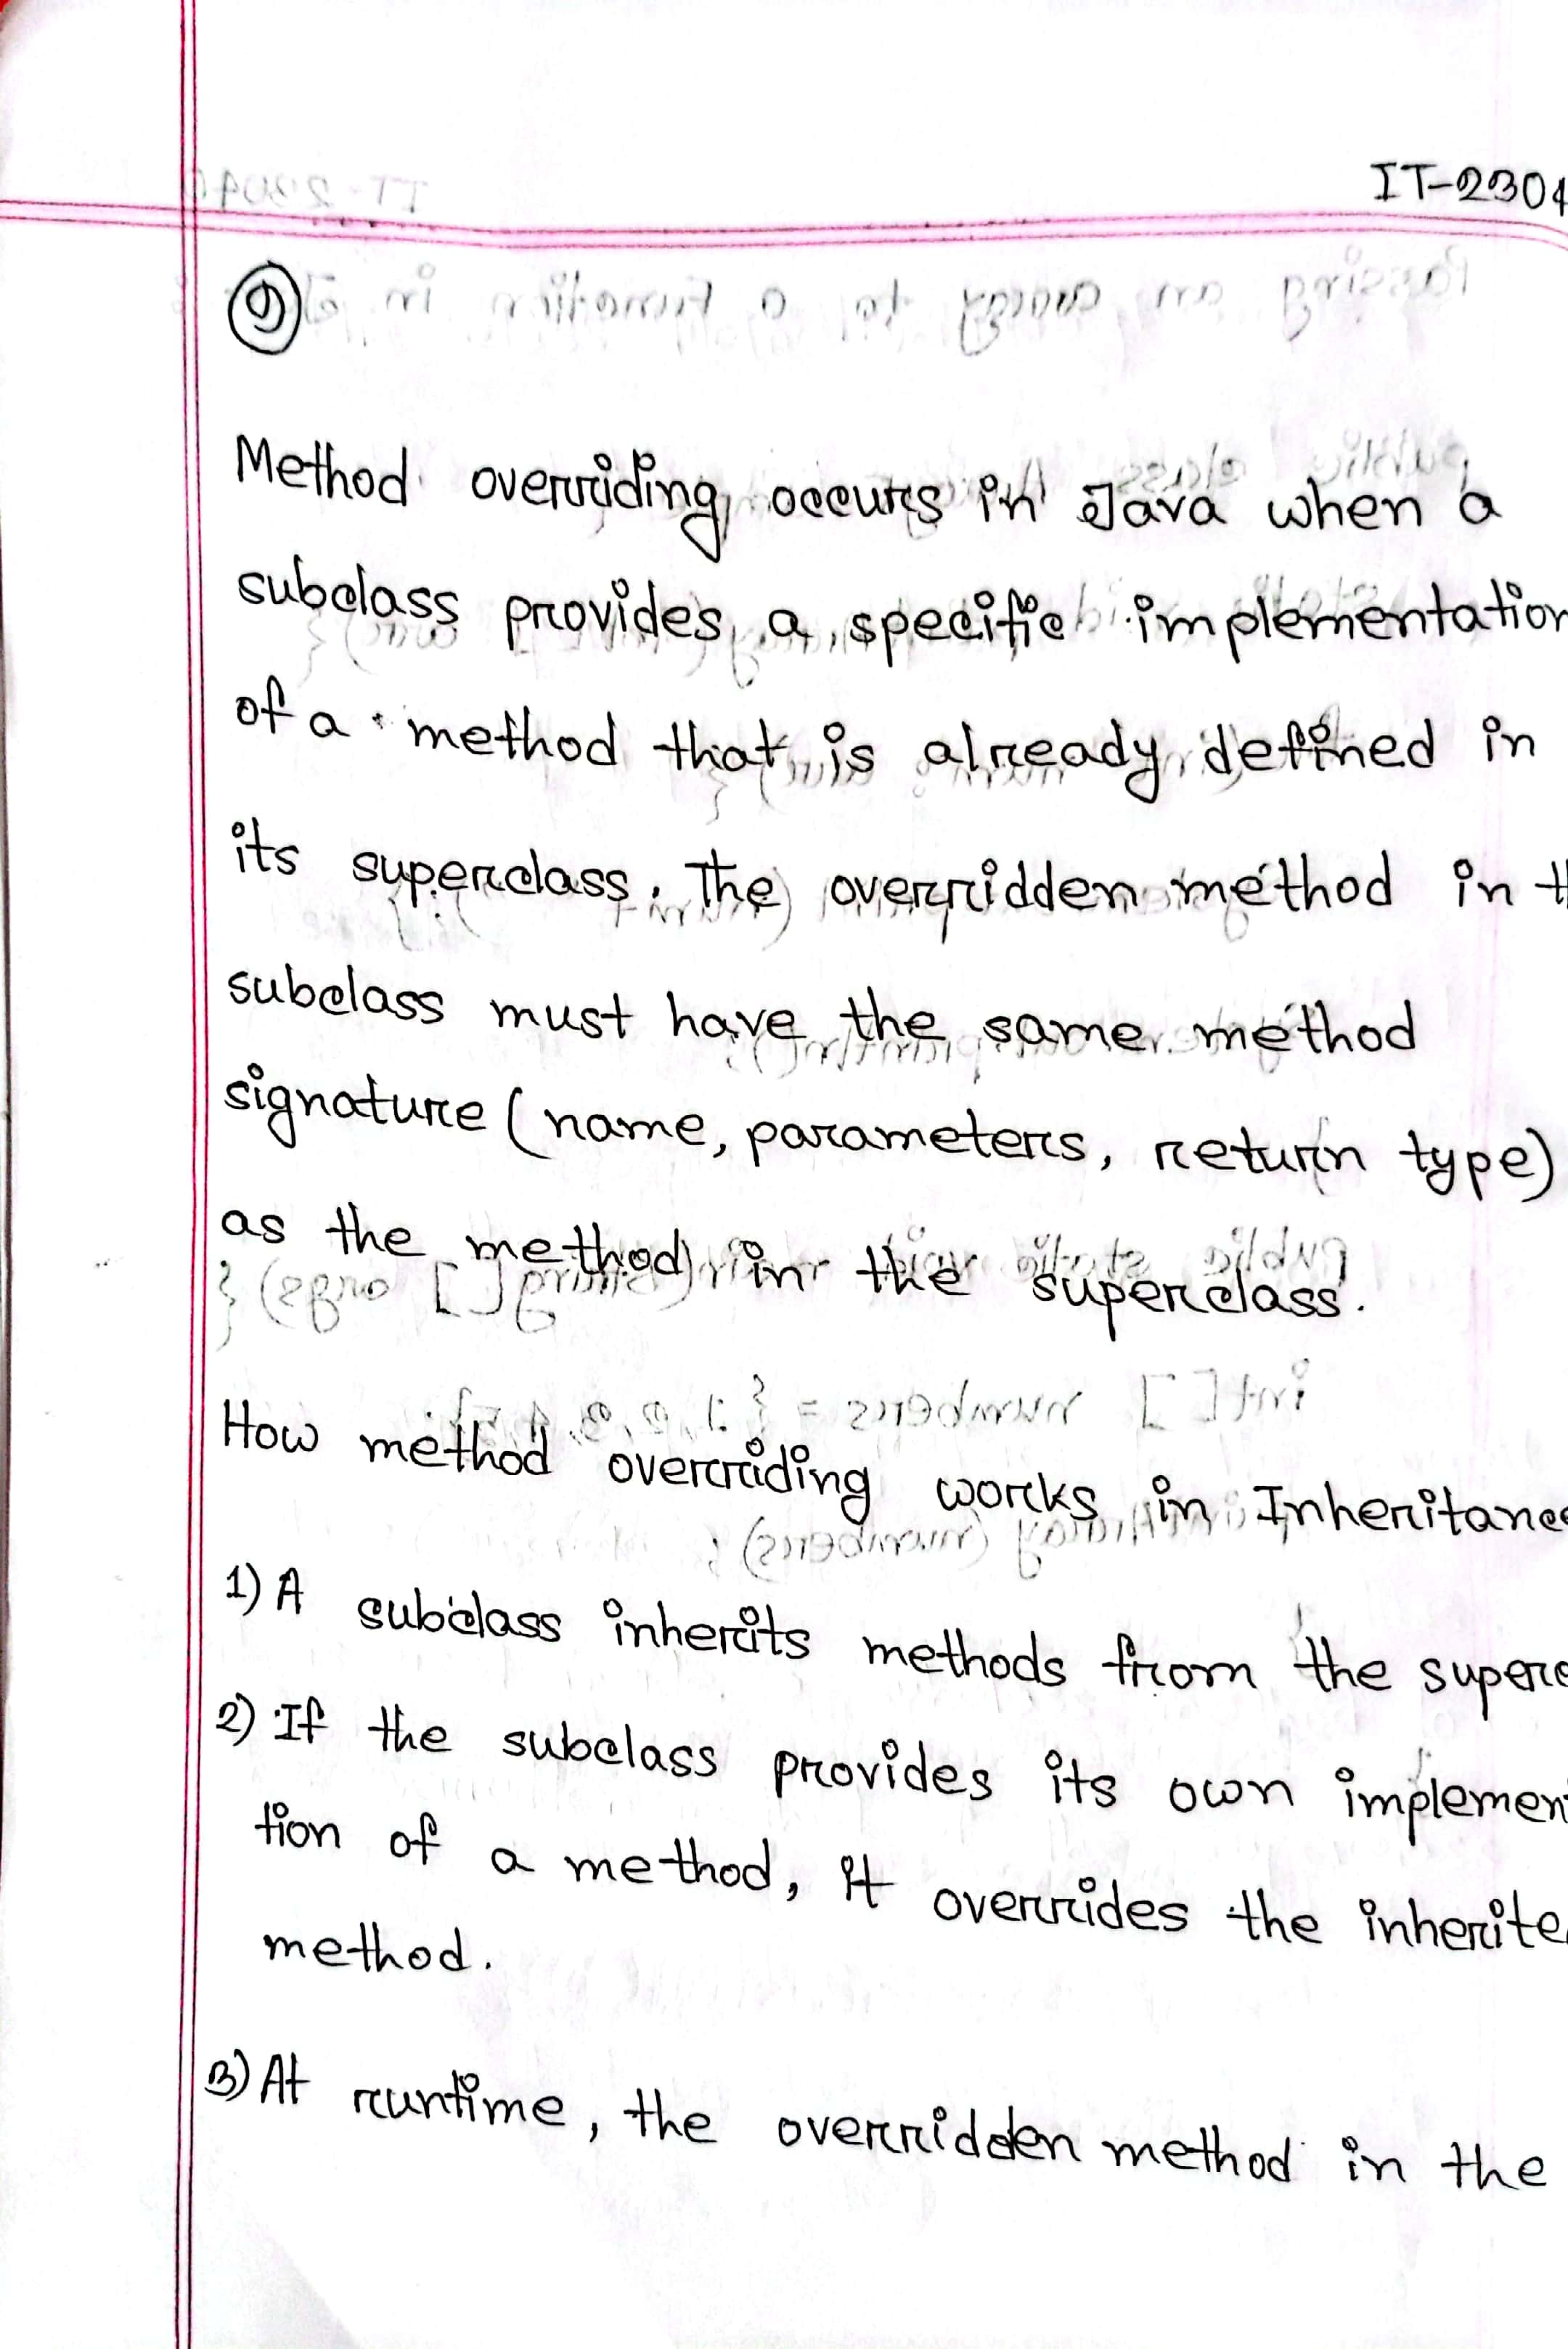 IT-2304
9
Method overriding occurs in Java when a
subclass provides a specific implementation
of a method that is already defined in
its superclass. The overridden method in th
subclass must have the same method
signature (name, parameters, return type)
as the method in the superclass.
How method overriding works in Inheritance
1) A subclass inherits methods from the superc
2) If the subclass provides its own implemen
tion of a method, it overrides the inherite
method.
3) At runtime, the overridden method in the